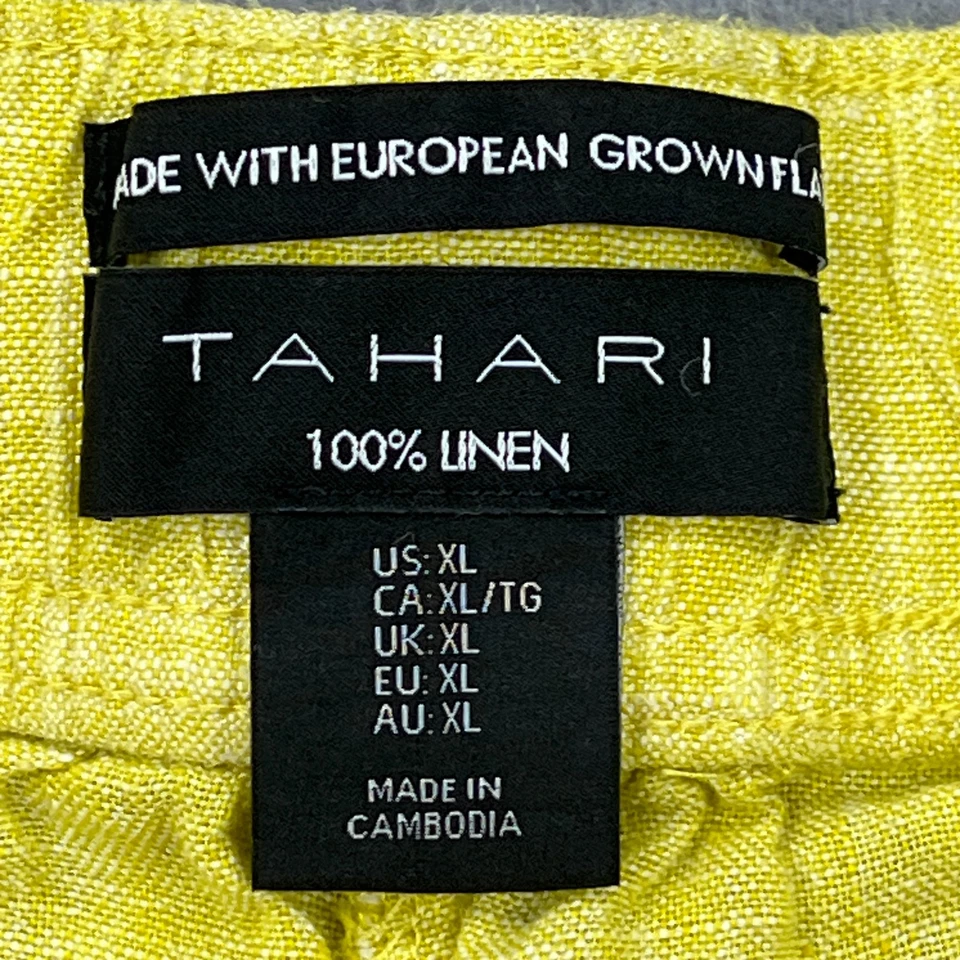 ADE WITH EUROPEAN GROWN FLA
TAHARI
100% LINEN
US: XL
CA: XL/TG
UK: XL
EU: XL
AU: XL
MADE IN
CAMBODIA